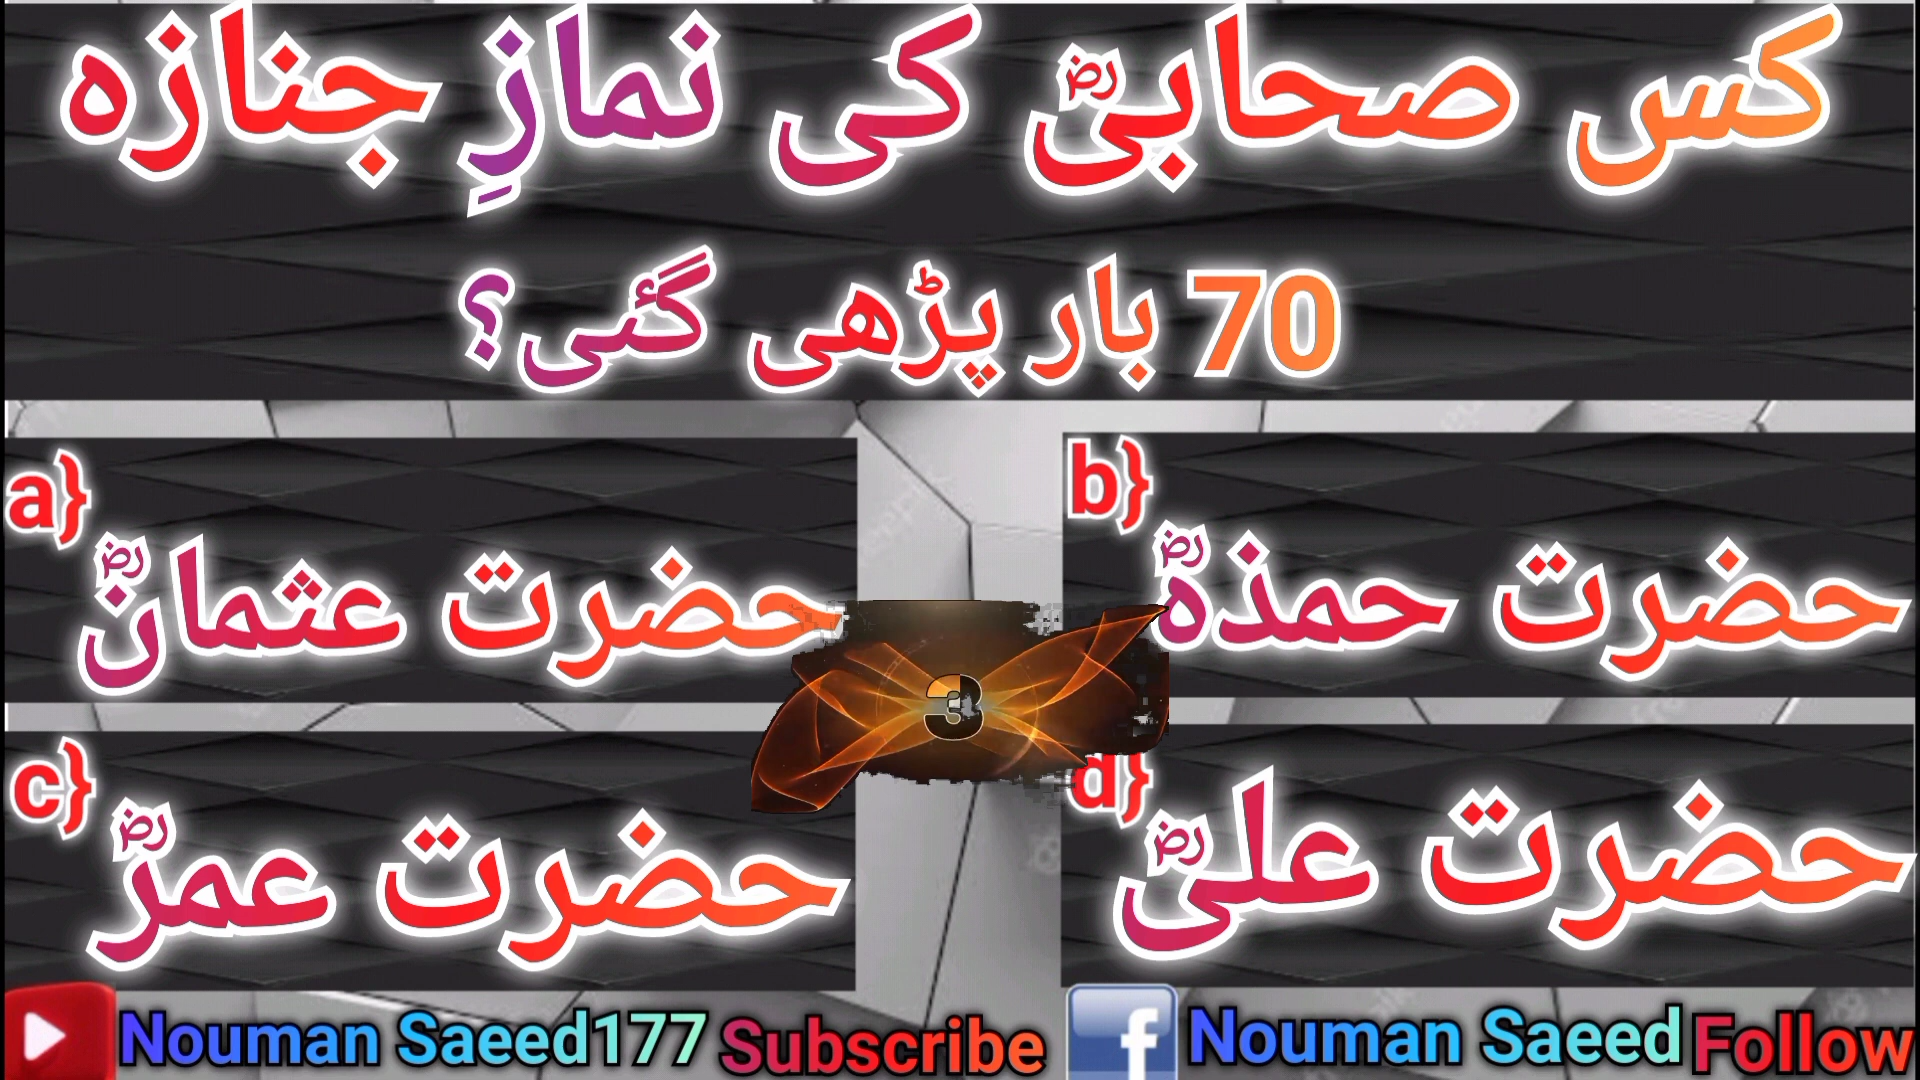 کس صحابیؓ کی نمازِ جنازہ
70 بار پڑھی گئی؟
a}
حضرت عثمانؓ
b}
حضرت حمذہؓ
3
c}
حضرت عمرؓ
d}
حضرت علیؓ
Nouman Saeed177 Subscribe
f Nouman Saeed Follow